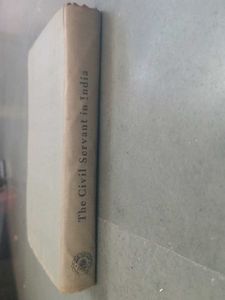 The Civil Servant in India